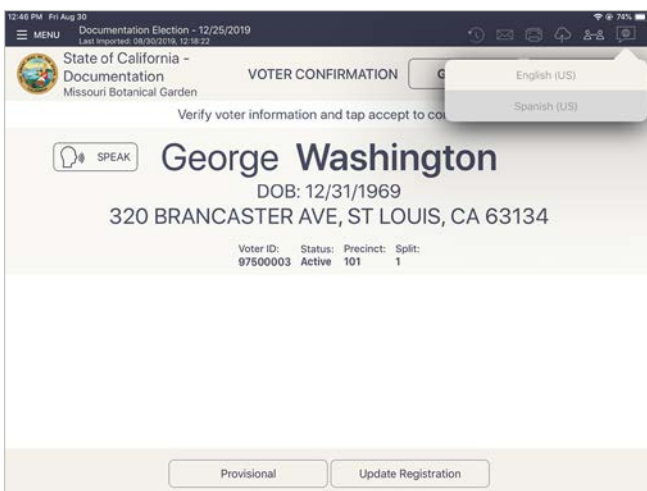 12:46 PM Fri Aug 30
74%
MENU
Documentation Election - 12/25/2019
Last Imported: 08/30/2019, 12:18:22
State of California -
Documentation
Missouri Botanical Garden
VOTER CONFIRMATION
G
English (US)
Spanish (US)
Verify voter information and tap accept to co
SPEAK
George Washington
DOB: 12/31/1969
320 BRANCASTER AVE, ST LOUIS, CA 63134
Voter ID: Status: Precinct: Split:
97500003 Active 101 1
Provisional
Update Registration